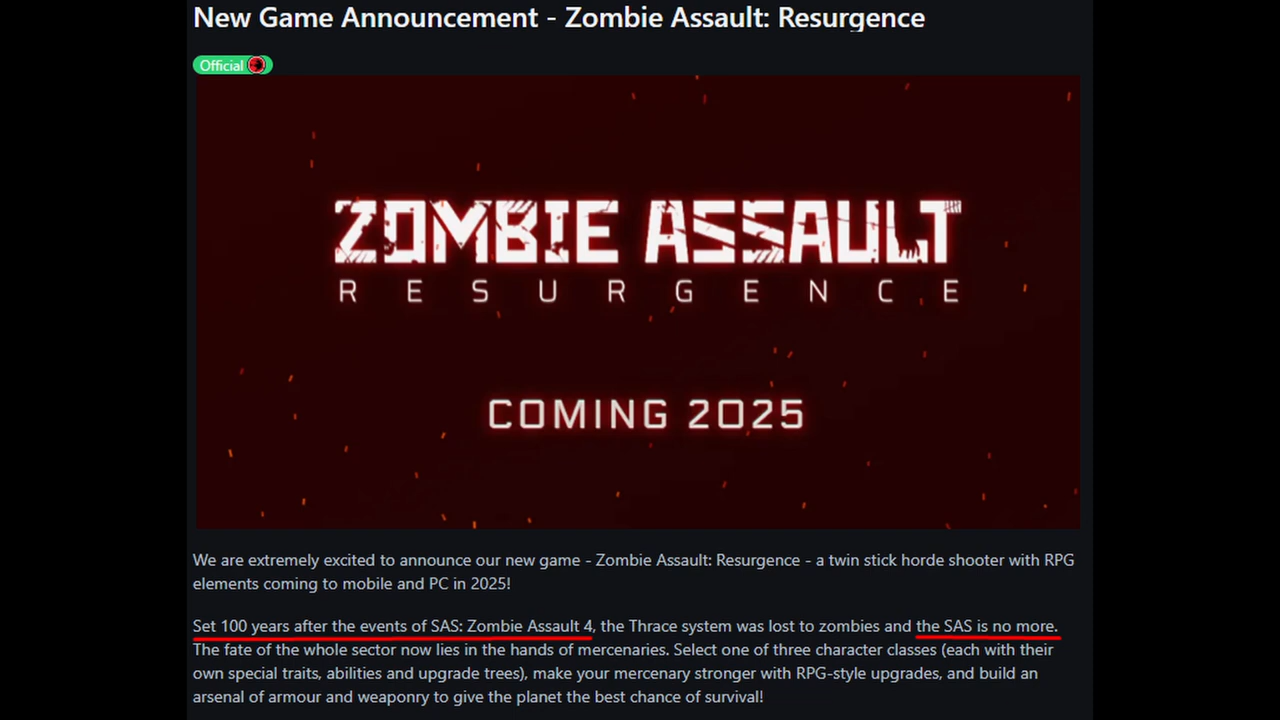 New Game Announcement - Zombie Assault: Resurgence
Official
ZOMBIE ASSAULT
RESURGENCE
COMING 2025
We are extremely excited to announce our new game - Zombie Assault: Resurgence - a twin stick horde shooter with RPG
elements coming to mobile and PC in 2025!
Set 100 years after the events of SAS: Zombie Assault 4, the Thrace system was lost to zombies and the SAS is no more.
The fate of the whole sector now lies in the hands of mercenaries. Select one of three character classes (each with their
own special traits, abilities and upgrade trees), make your mercenary stronger with RPG-style upgrades, and build an
arsenal of armour and weaponry to give the planet the best chance of survival!